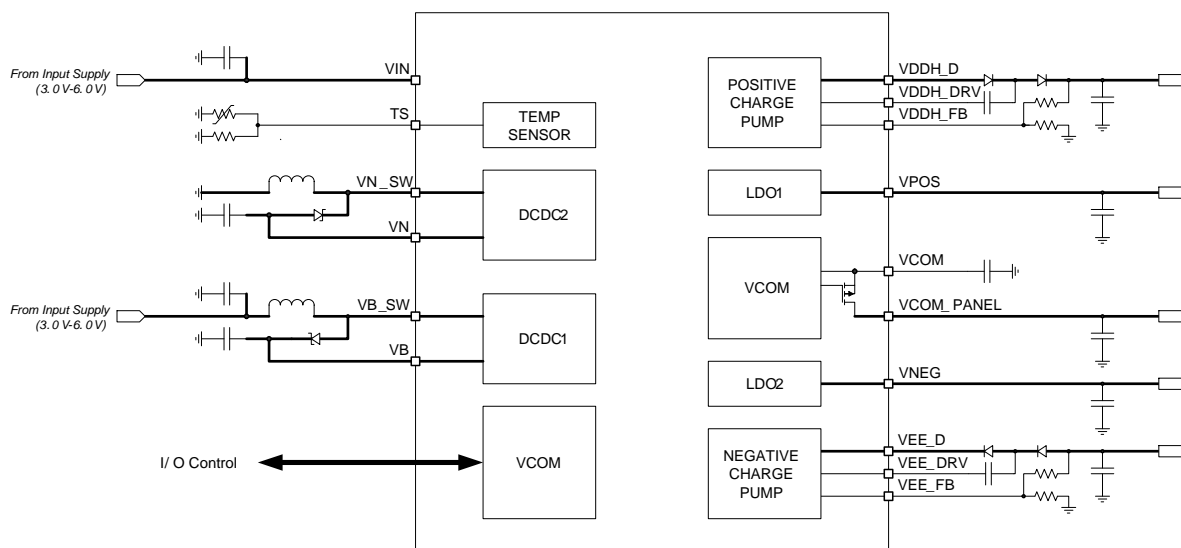 From Input Supply
(3.0V-6.0V)
VIN
TS
TEMP
SENSOR
VN_SW
VN
DCDC2
From Input Supply
(3.0V-6.0V)
VB_SW
VB
DCDC1
I/O Control
VCOM
POSITIVE
CHARGE
PUMP
VDDH_D
VDDH_DRV
VDDH_FB
LDO1
VPOS
VCOM
VCOM
VCOM_PANEL
LDO2
VNEG
NEGATIVE
CHARGE
PUMP
VEE_D
VEE_DRV
VEE_FB